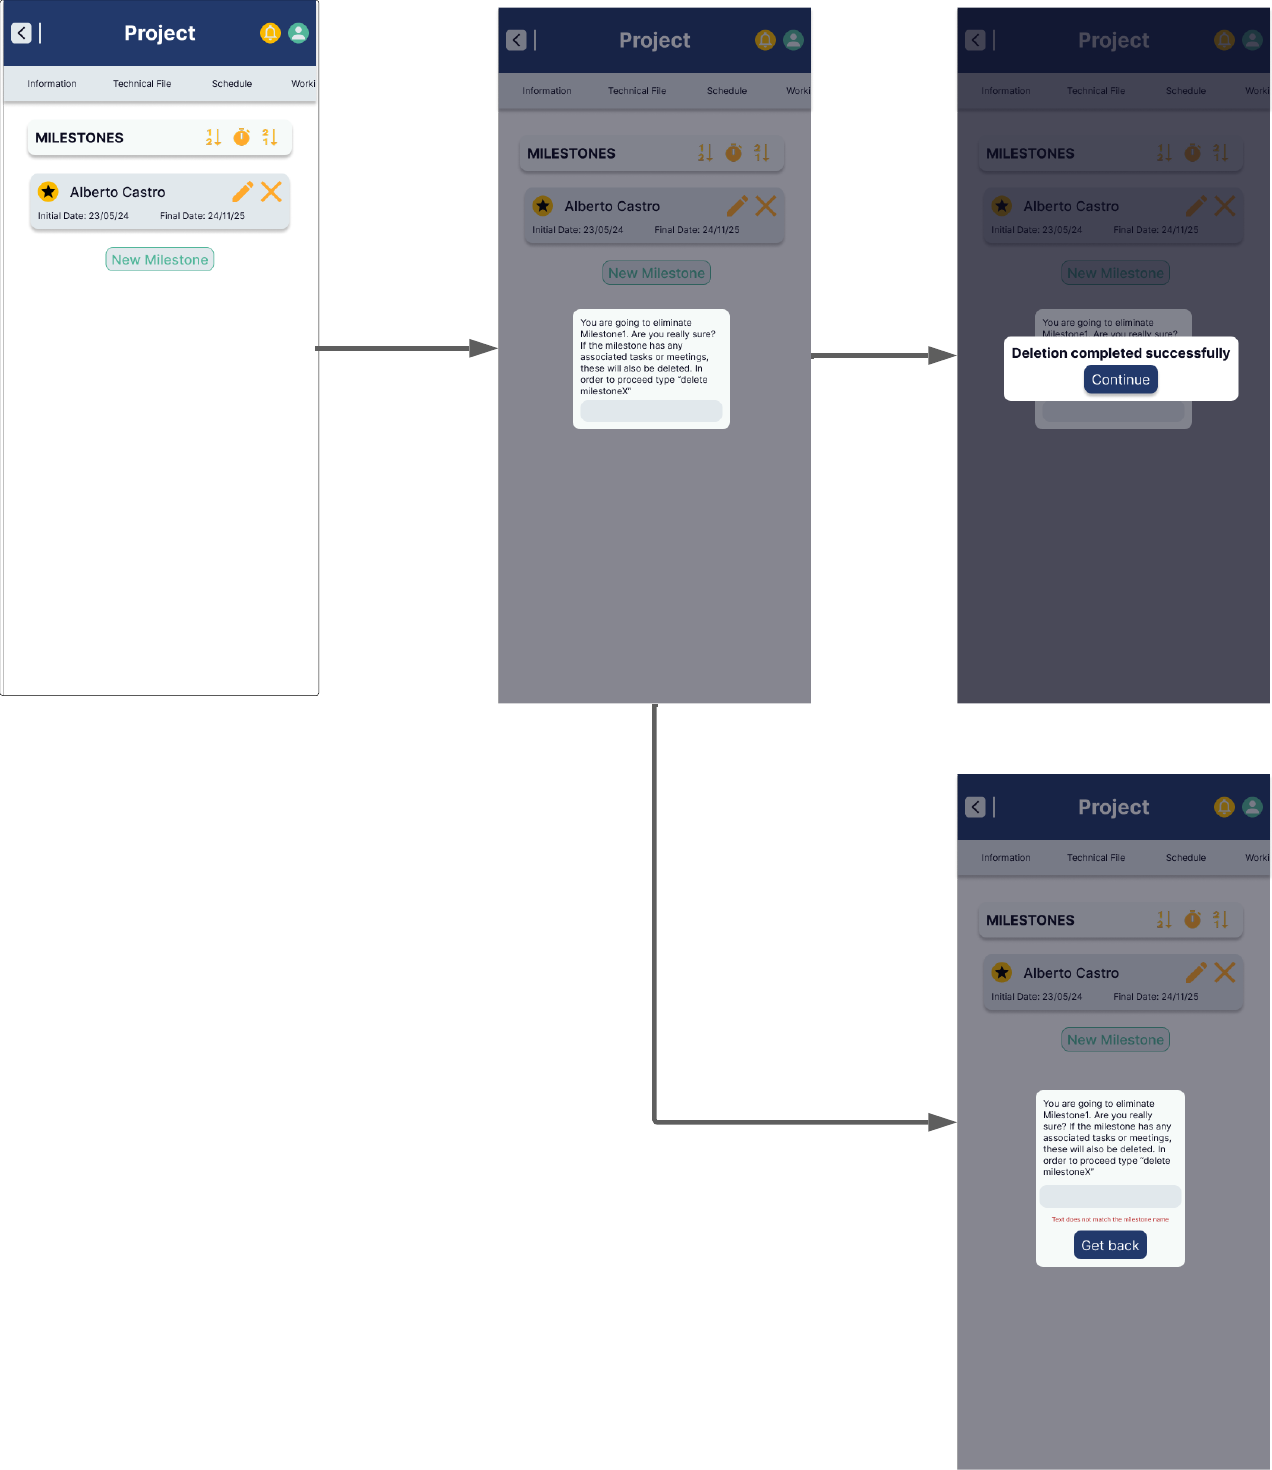 Project
Information Technical File Schedule Worki
MILESTONES
Alberto Castro
Initial Date: 23/05/24 Final Date: 24/11/25
New Milestone
Project
Information Technical File Schedule Worki
MILESTONES
Alberto Castro
Initial Date: 23/05/24 Final Date: 24/11/25
New Milestone
You are going to eliminate
Milestone1. Are you really sure?
If the milestone has any
associated tasks or meetings,
these will also be deleted. In
order to proceed type “delete
milestoneX”
Project
Information Technical File Schedule Worki
MILESTONES
Alberto Castro
Initial Date: 23/05/24 Final Date: 24/11/25
New Milestone
You are going to eliminate
Milestone1. Are you really sure?
Deletion completed successfully
Continue
Project
Information Technical File Schedule Worki
MILESTONES
Alberto Castro
Initial Date: 23/05/24 Final Date: 24/11/25
New Milestone
You are going to eliminate
Milestone1. Are you really
sure? If the milestone has any
associated tasks or meetings,
these will also be deleted. In
order to proceed type “delete
milestoneX”
Text does not match the milestone name
Get back